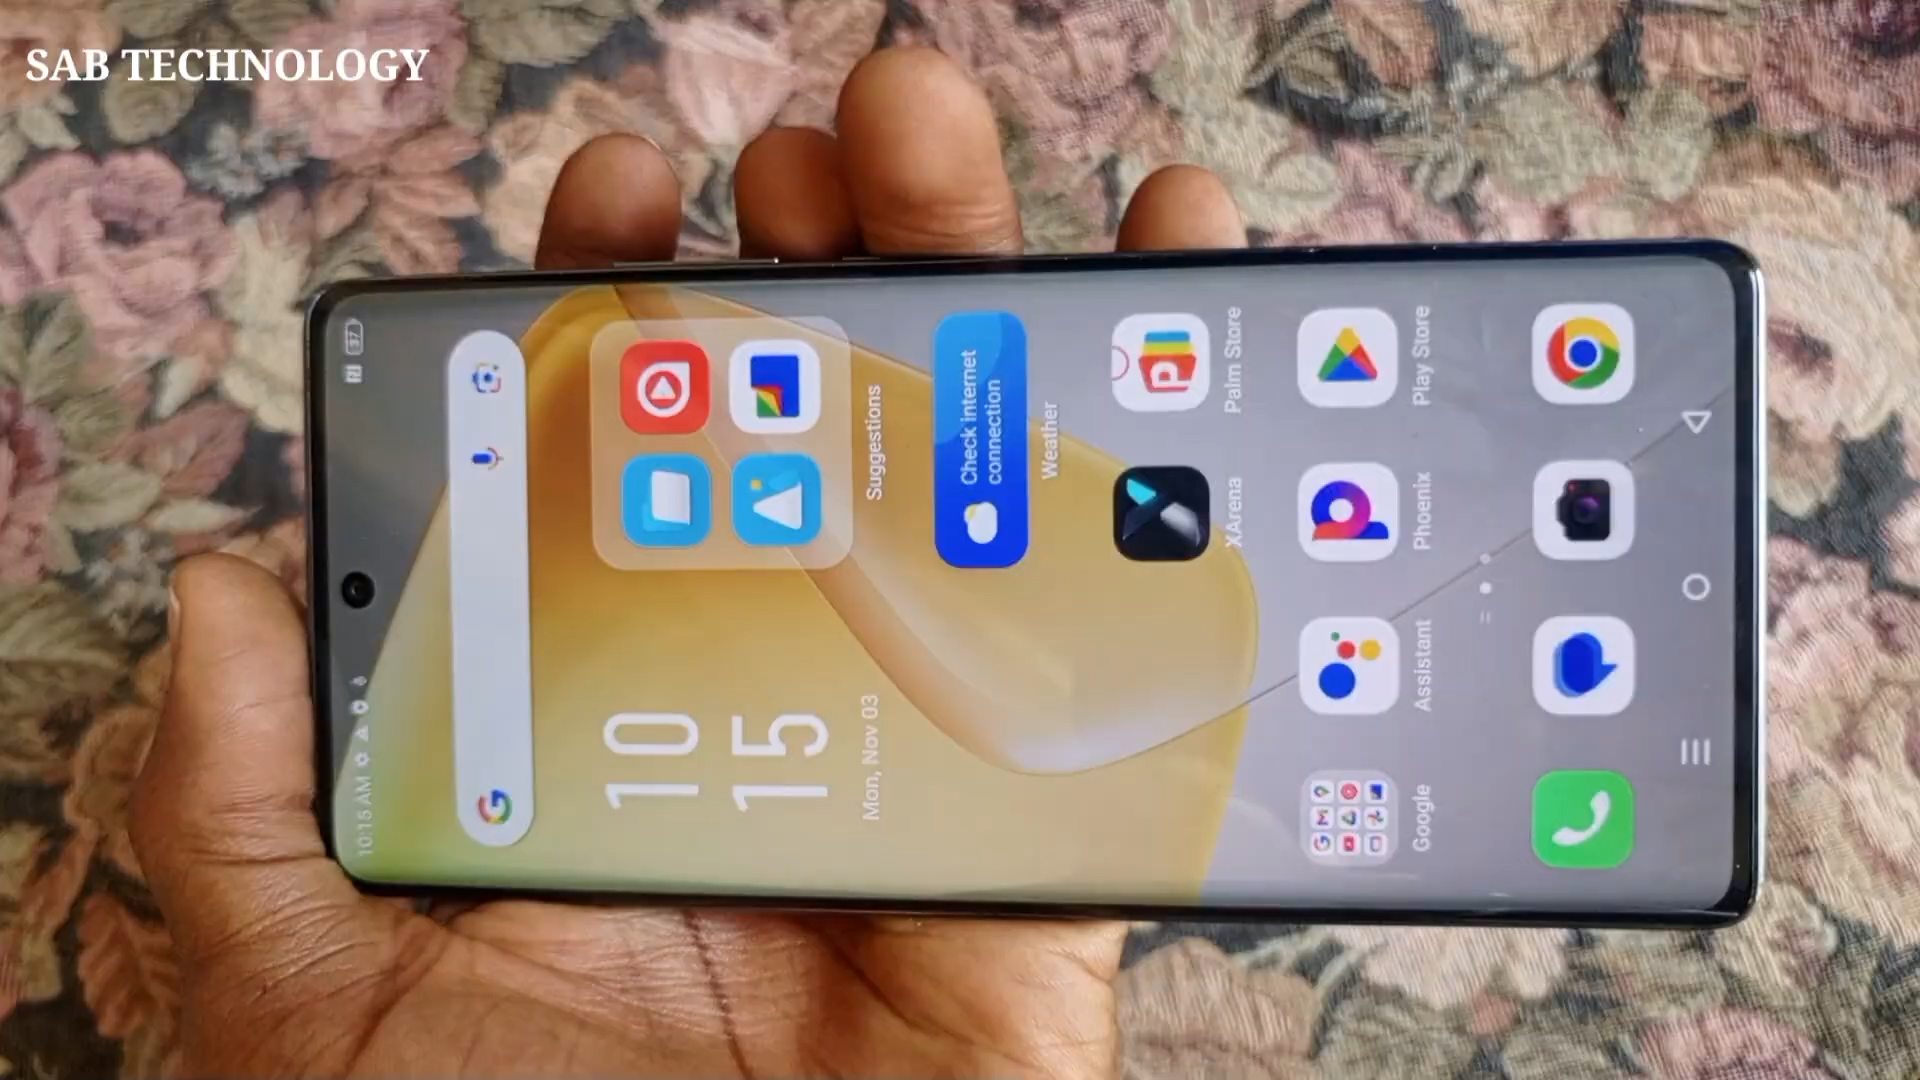 SAB TECHNOLOGY
10:15 AM
37
10
15
Mon, Nov 03
Suggestions
Check internet
connection
Weather
XArena
Palm Store
Google
Assistant
Phoenix
Play Store